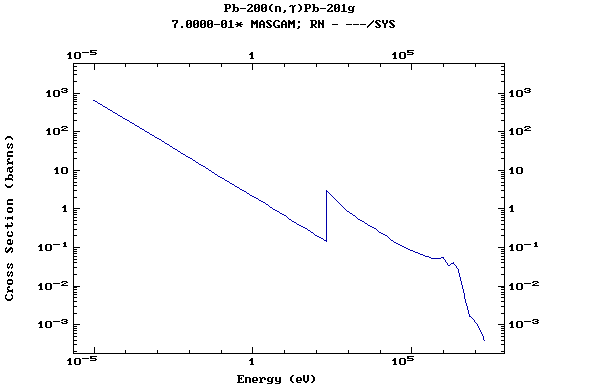 Pb-200(n,γ)Pb-201g
7.0000-01* MASGAM; RN - ---/SYS
10⁻⁵ 1 10⁵
10³ 10³
10² 10²
10 10
1 1
10⁻¹ 10⁻¹
10⁻² 10⁻²
10⁻³ 10⁻³
10⁻⁵ 1 10⁵
Cross Section (barns)
Energy (eV)